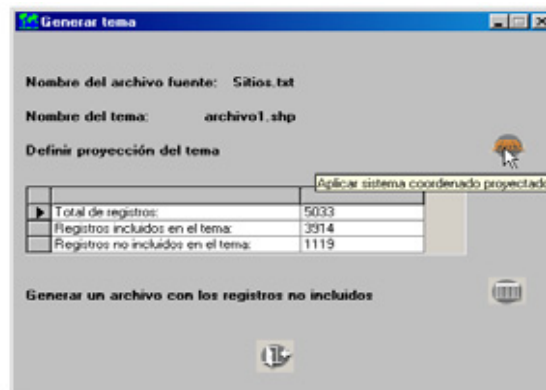 Generar tema
Nombre del archivo fuente: Sitios.txt
Nombre del tema: archivo1.shp
Definir proyección del tema
Aplicar sistema coordenado proyectado
Total de registros: 5033
Registros incluidos en el tema: 3914
Registros no incluidos en el tema: 1119
Generar un archivo con los registros no incluidos